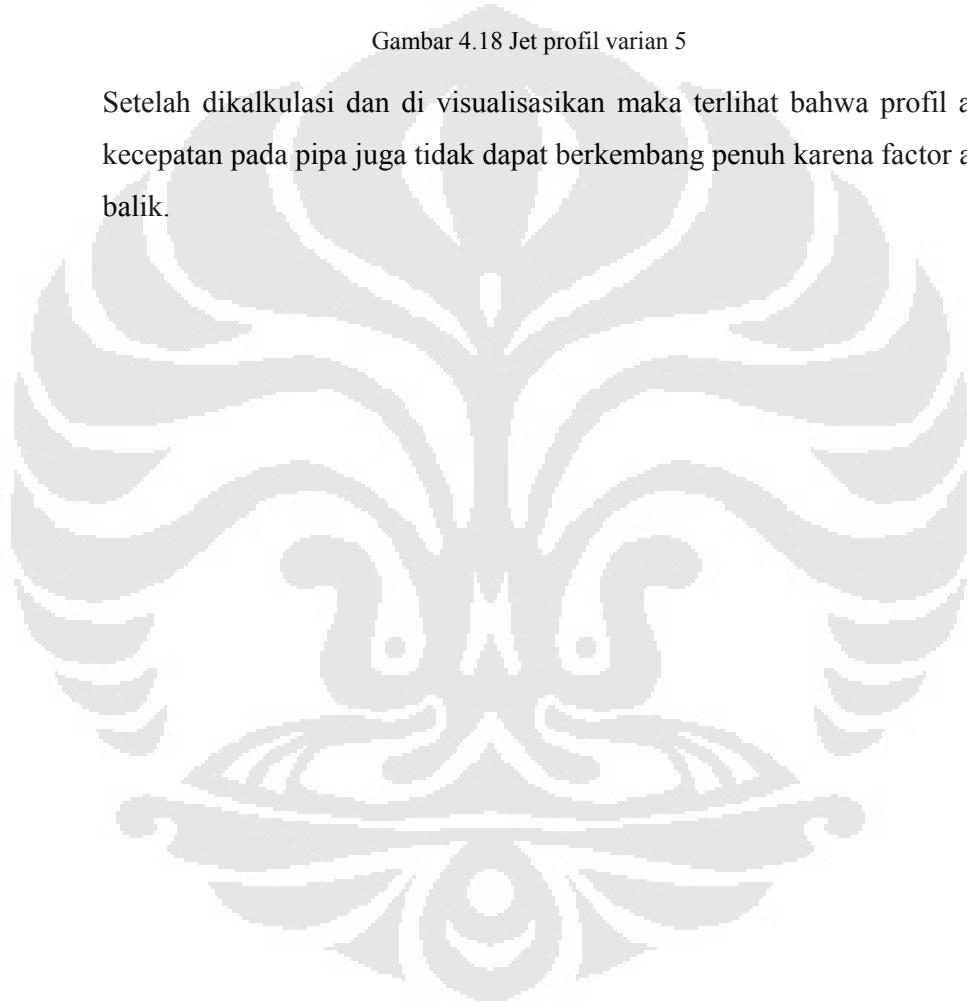 Gambar 4.18 Jet profil varian 5
Setelah dikalkulasi dan di visualisasikan maka terlihat bahwa profil a
kecepatan pada pipa juga tidak dapat berkembang penuh karena factor a
balik.